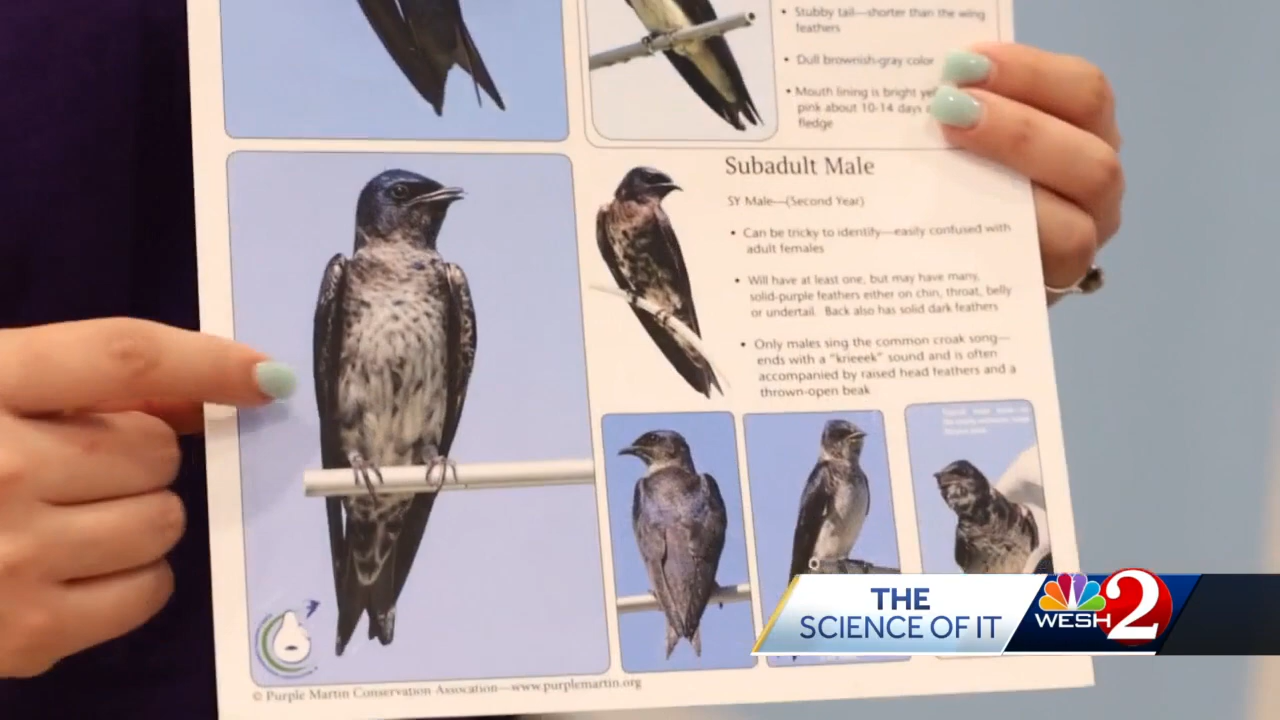 • Stubby tail—shorter than the wing
feathers
• Dull brownish-gray color
• Mouth lining is bright
pink about 10-14 days
fledge
Subadult Male
SY Male—(Second Year)
• Can be tricky to identify—easily confused with
adult females
• Will have at least one, but may have many,
solid-purple feathers either on chin, throat, belly
or undertail. Back also has solid dark feathers
• Only males sing the common croak song—
ends with a "krieeek" sound and is often
accompanied by raised head feathers and a
thrown-open beak
THE
SCIENCE OF IT
WESH 2
© Purple Martin Conservation Assocation—www.purplemartin.org